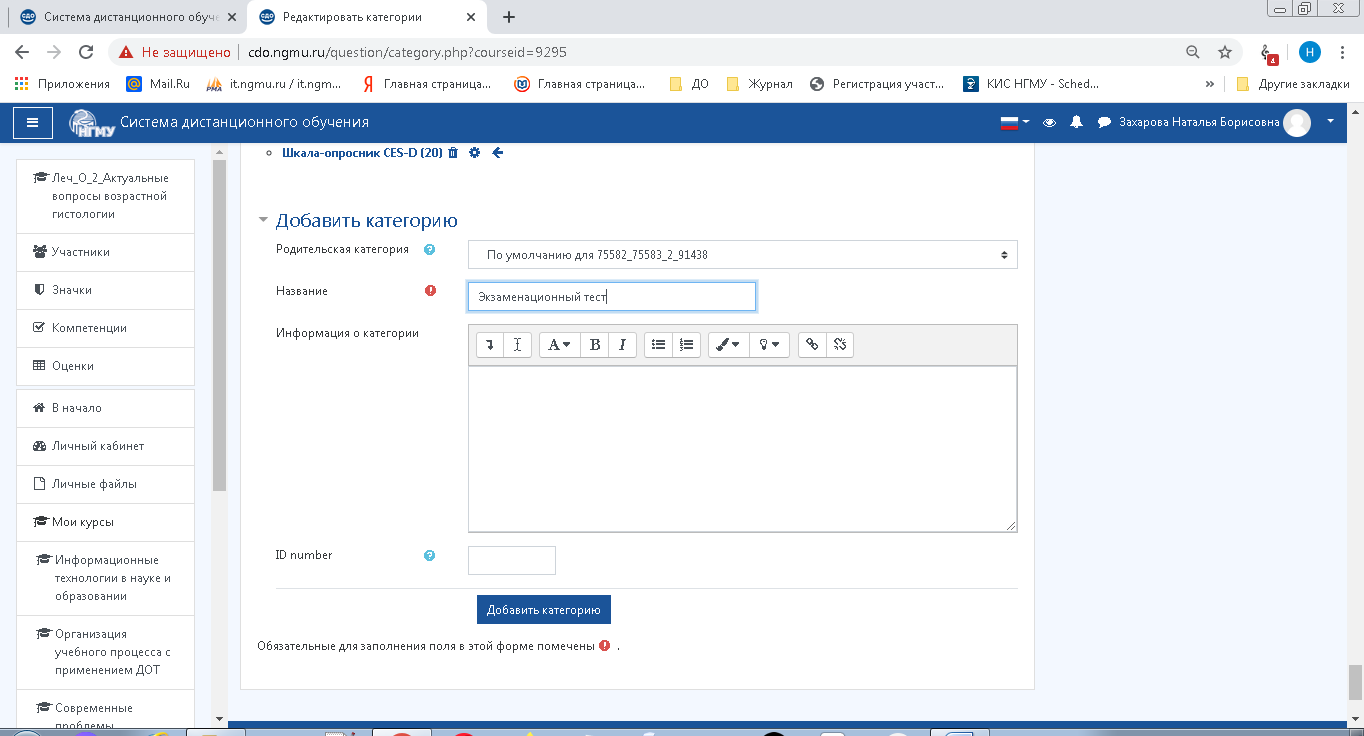 Система дистанционного обуче
Редактировать категории
Не защищено
cdo.ngmu.ru/question/category.php?courseid=9295
4
Н
Приложения
Mail.Ru
it.ngmu.ru / it.ngm...
Главная страница...
Главная страница...
ДО
Журнал
Регистрация участ...
КИС НГМУ - Sched...
»
Другие закладки
НГМУ
Система дистанционного обучения
Захарова Наталья Борисовна
Леч_О_2_Актуальные
вопросы возрастной
гистологии
Участники
Значки
Компетенции
Оценки
В начало
Личный кабинет
Личные файлы
Мои курсы
Информационные
технологии в науке и
образовании
Организация
учебного процесса с
применением ДОТ
Современные
проблемы
Шкала-опросник CES-D (20)
Добавить категорию
Родительская категория
По умолчанию для 75582_75583_2_91438
Название
Экзаменационный тест
Информация о категории
A B I
ID number
Добавить категорию
Обязательные для заполнения поля в этой форме помечены .